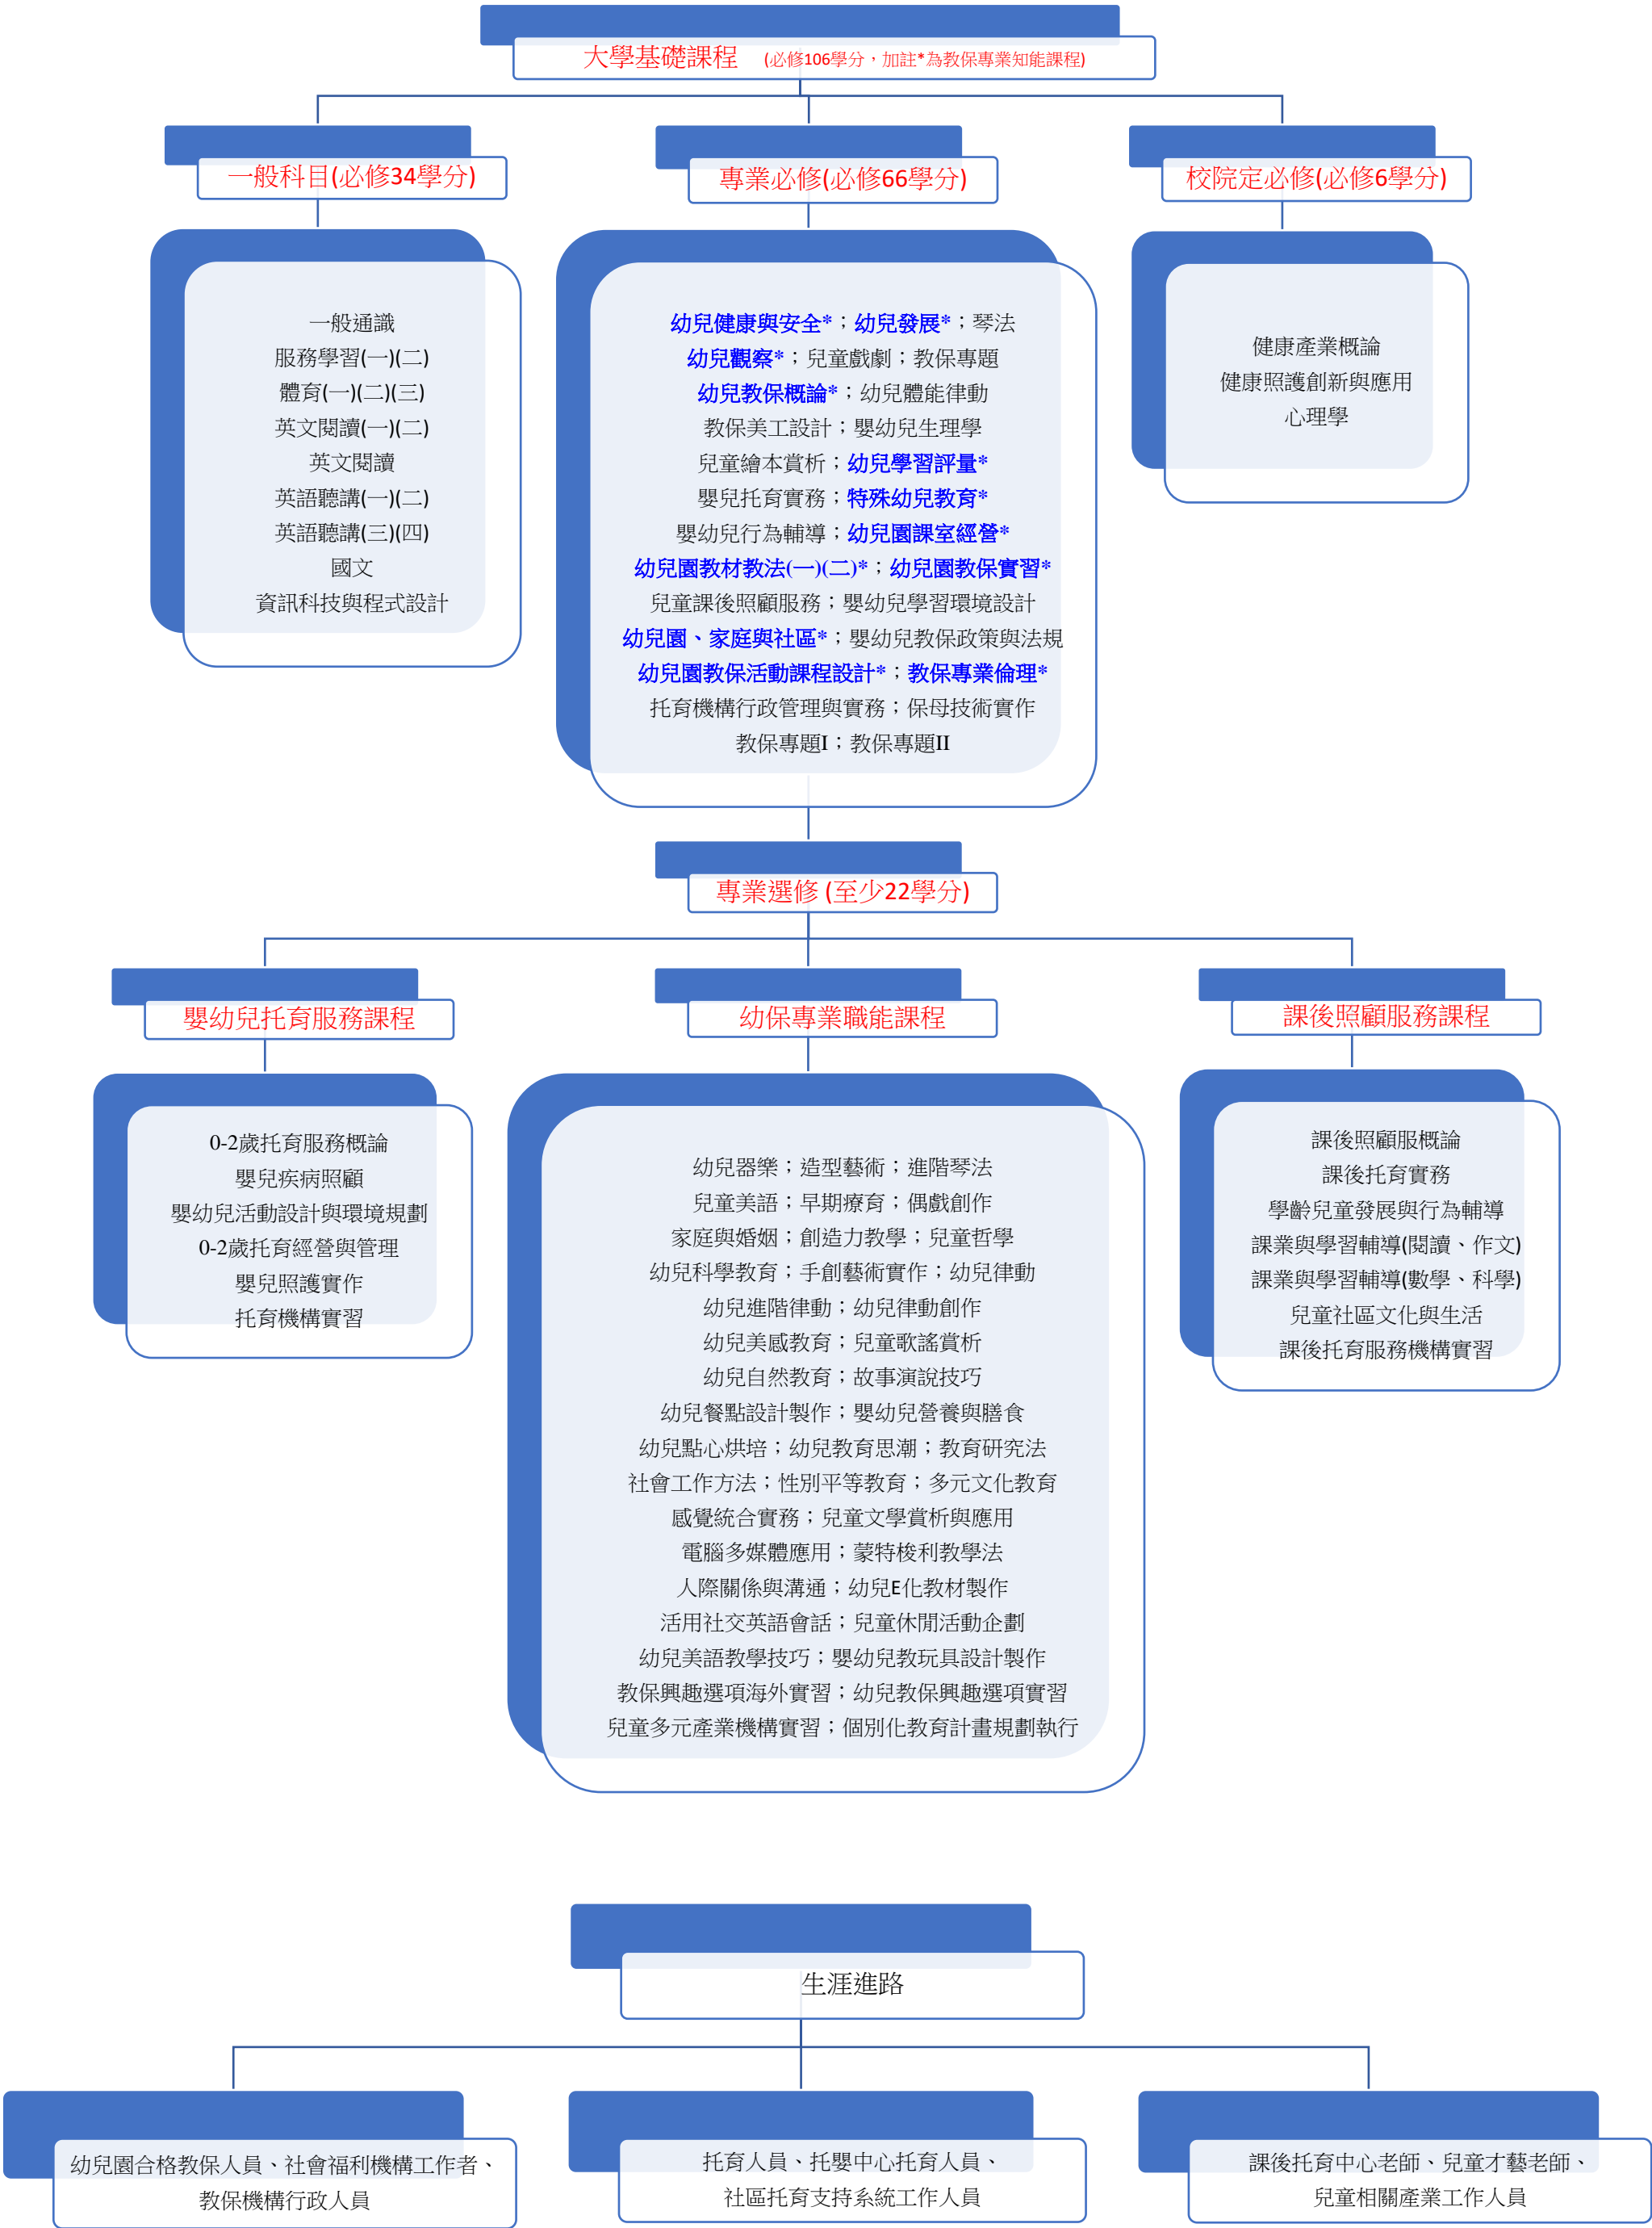 大學基礎課程 (必修106學分，加註*為教保專業知能課程)
一般科目(必修34學分)
一般通識
服務學習(一)(二)
體育(一)(二)(三)
英文閱讀(一)(二)
英文閱讀
英語聽講(一)(二)
英語聽講(三)(四)
國文
資訊科技與程式設計
專業必修(必修66學分)
幼兒健康與安全*；幼兒發展*；琴法
幼兒觀察*；兒童戲劇；教保專題
幼兒教保概論*；幼兒體能律動
教保美工設計；嬰幼兒生理學
兒童繪本賞析；幼兒學習評量*
嬰兒托育實務；特殊幼兒教育*
嬰幼兒行為輔導；幼兒園課室經營*
幼兒園教材教法(一)(二)*；幼兒園教保實習*
兒童課後照顧服務；嬰幼兒學習環境設計
幼兒園、家庭與社區*；嬰幼兒教保政策與法規
幼兒園教保活動課程設計*；教保專業倫理*
托育機構行政管理與實務；保母技術實作
教保專題I；教保專題II
校院定必修(必修6學分)
健康產業概論
健康照護創新與應用
心理學
專業選修 (至少22學分)
嬰幼兒托育服務課程
0-2歲托育服務概論
嬰兒疾病照顧
嬰幼兒活動設計與環境規劃
0-2歲托育經營與管理
嬰兒照護實作
托育機構實習
幼保專業職能課程
幼兒器樂；造型藝術；進階琴法
兒童美語；早期療育；偶戲創作
家庭與婚姻；創造力教學；兒童哲學
幼兒科學教育；手創藝術實作；幼兒律動
幼兒進階律動；幼兒律動創作
幼兒美感教育；兒童歌謠賞析
幼兒自然教育；故事演說技巧
幼兒餐點設計製作；嬰幼兒營養與膳食
幼兒點心烘培；幼兒教育思潮；教育研究法
社會工作方法；性別平等教育；多元文化教育
感覺統合實務；兒童文學賞析與應用
電腦多媒體應用；蒙特梭利教學法
人際關係與溝通；幼兒E化教材製作
活用社交英語會話；兒童休閒活動企劃
幼兒美語教學技巧；嬰幼兒教玩具設計製作
教保興趣選項海外實習；幼兒教保興趣選項實習
兒童多元產業機構實習；個別化教育計畫規劃執行
課後照顧服務課程
課後照顧服概論
課後托育實務
學齡兒童發展與行為輔導
課業與學習輔導(閱讀、作文)
課業與學習輔導(數學、科學)
兒童社區文化與生活
課後托育服務機構實習
生涯進路
幼兒園合格教保人員、社會福利機構工作者、
教保機構行政人員
托育人員、托嬰中心托育人員、
社區托育支持系統工作人員
課後托育中心老師、兒童才藝老師、
兒童相關產業工作人員